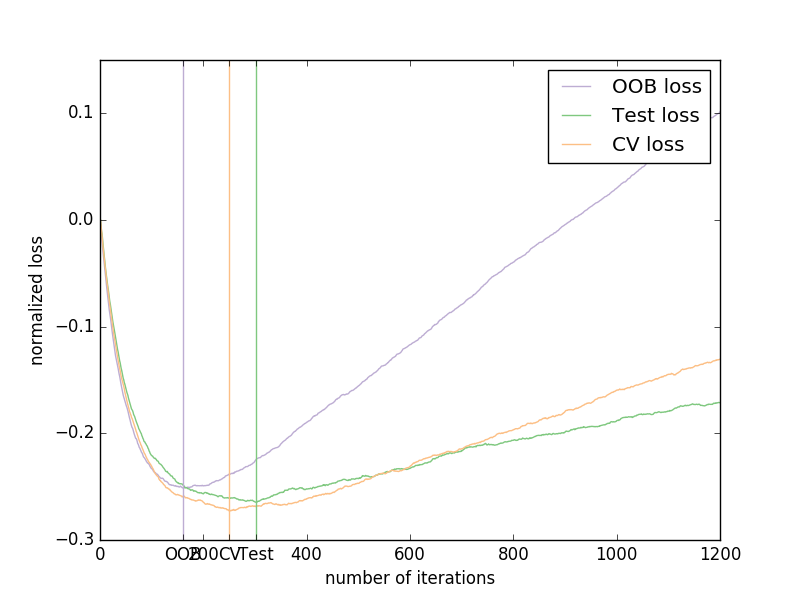 OOB loss
Test loss
CV loss
0.1
0.0
−0.1
−0.2
−0.3
normalized loss
0 OOB 200 CV Test 400 600 800 1000 1200
number of iterations